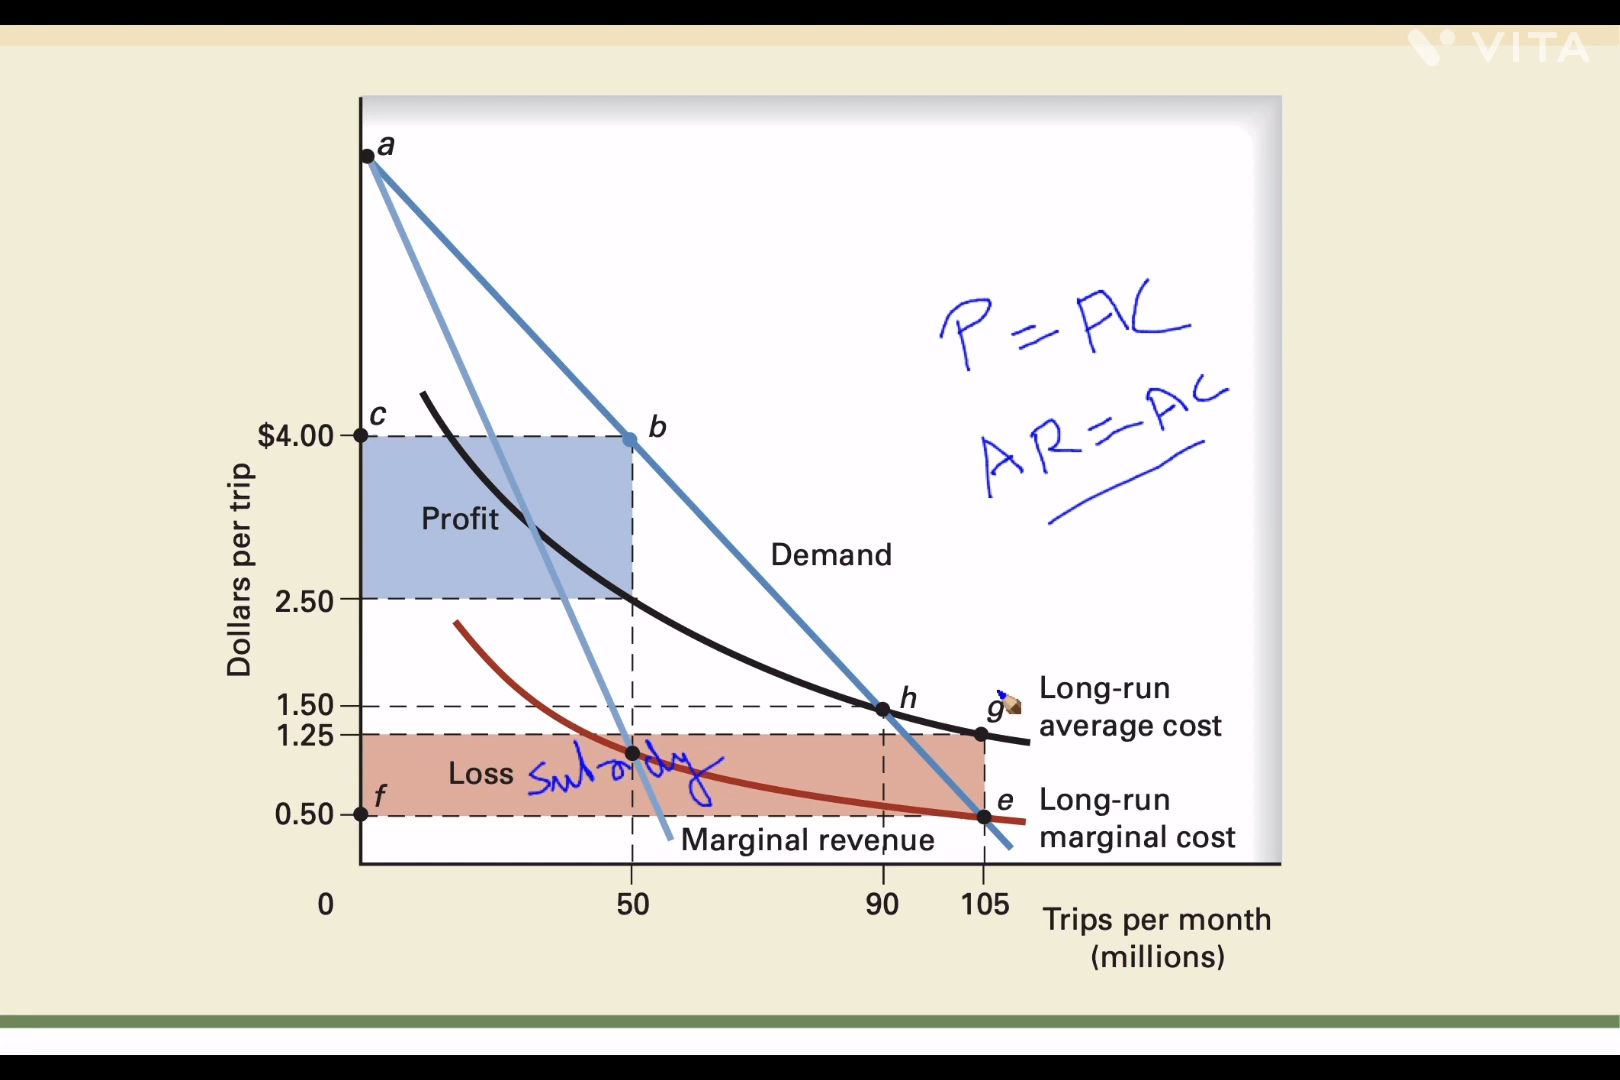 VITA
a
P = AC
AR = AC
c
$4.00
b
Profit
Demand
Dollars per trip
2.50
h
g
Long-run
average cost
1.50
1.25
Loss
f
e
Long-run
marginal cost
0.50
Marginal revenue
0
50
90
105
Trips per month
(millions)